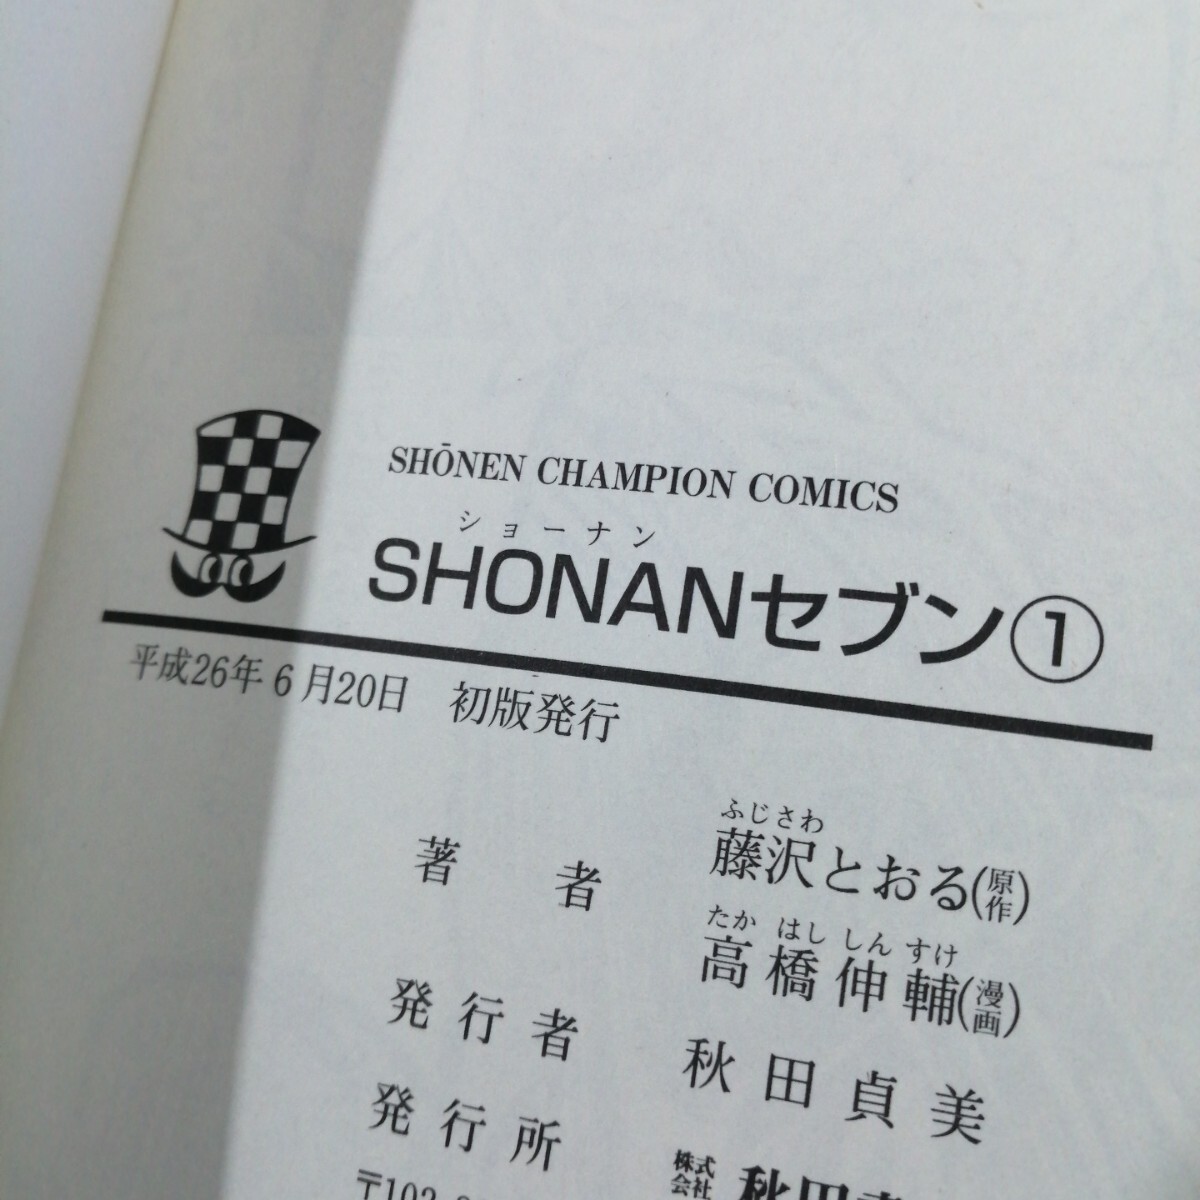 SHŌNEN CHAMPION COMICS
ショーナン
SHONANセブン①
平成26年6月20日 初版発行
ふじさわ
著者 藤沢とおる(原作)
たか はし しん すけ
高橋伸輔(漫画)
発行者 秋田貞美
発行所 株式会社 秋田
〒102